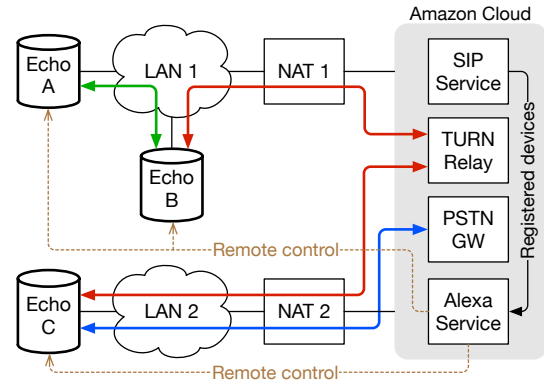 Amazon Cloud
Echo
A
LAN 1
NAT 1
SIP
Service
TURN
Relay
Echo
B
PSTN
GW
Registered devices
Remote control
Echo
C
LAN 2
NAT 2
Alexa
Service
Remote control